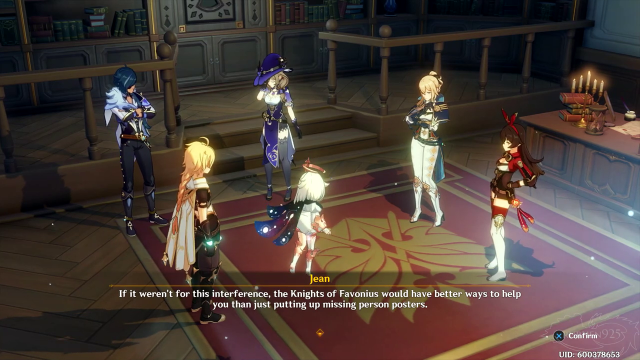 Jean
If it weren't for this interference, the Knights of Favonius would have better ways to help
you than just putting up missing person posters.
Confirm
UID: 600378653